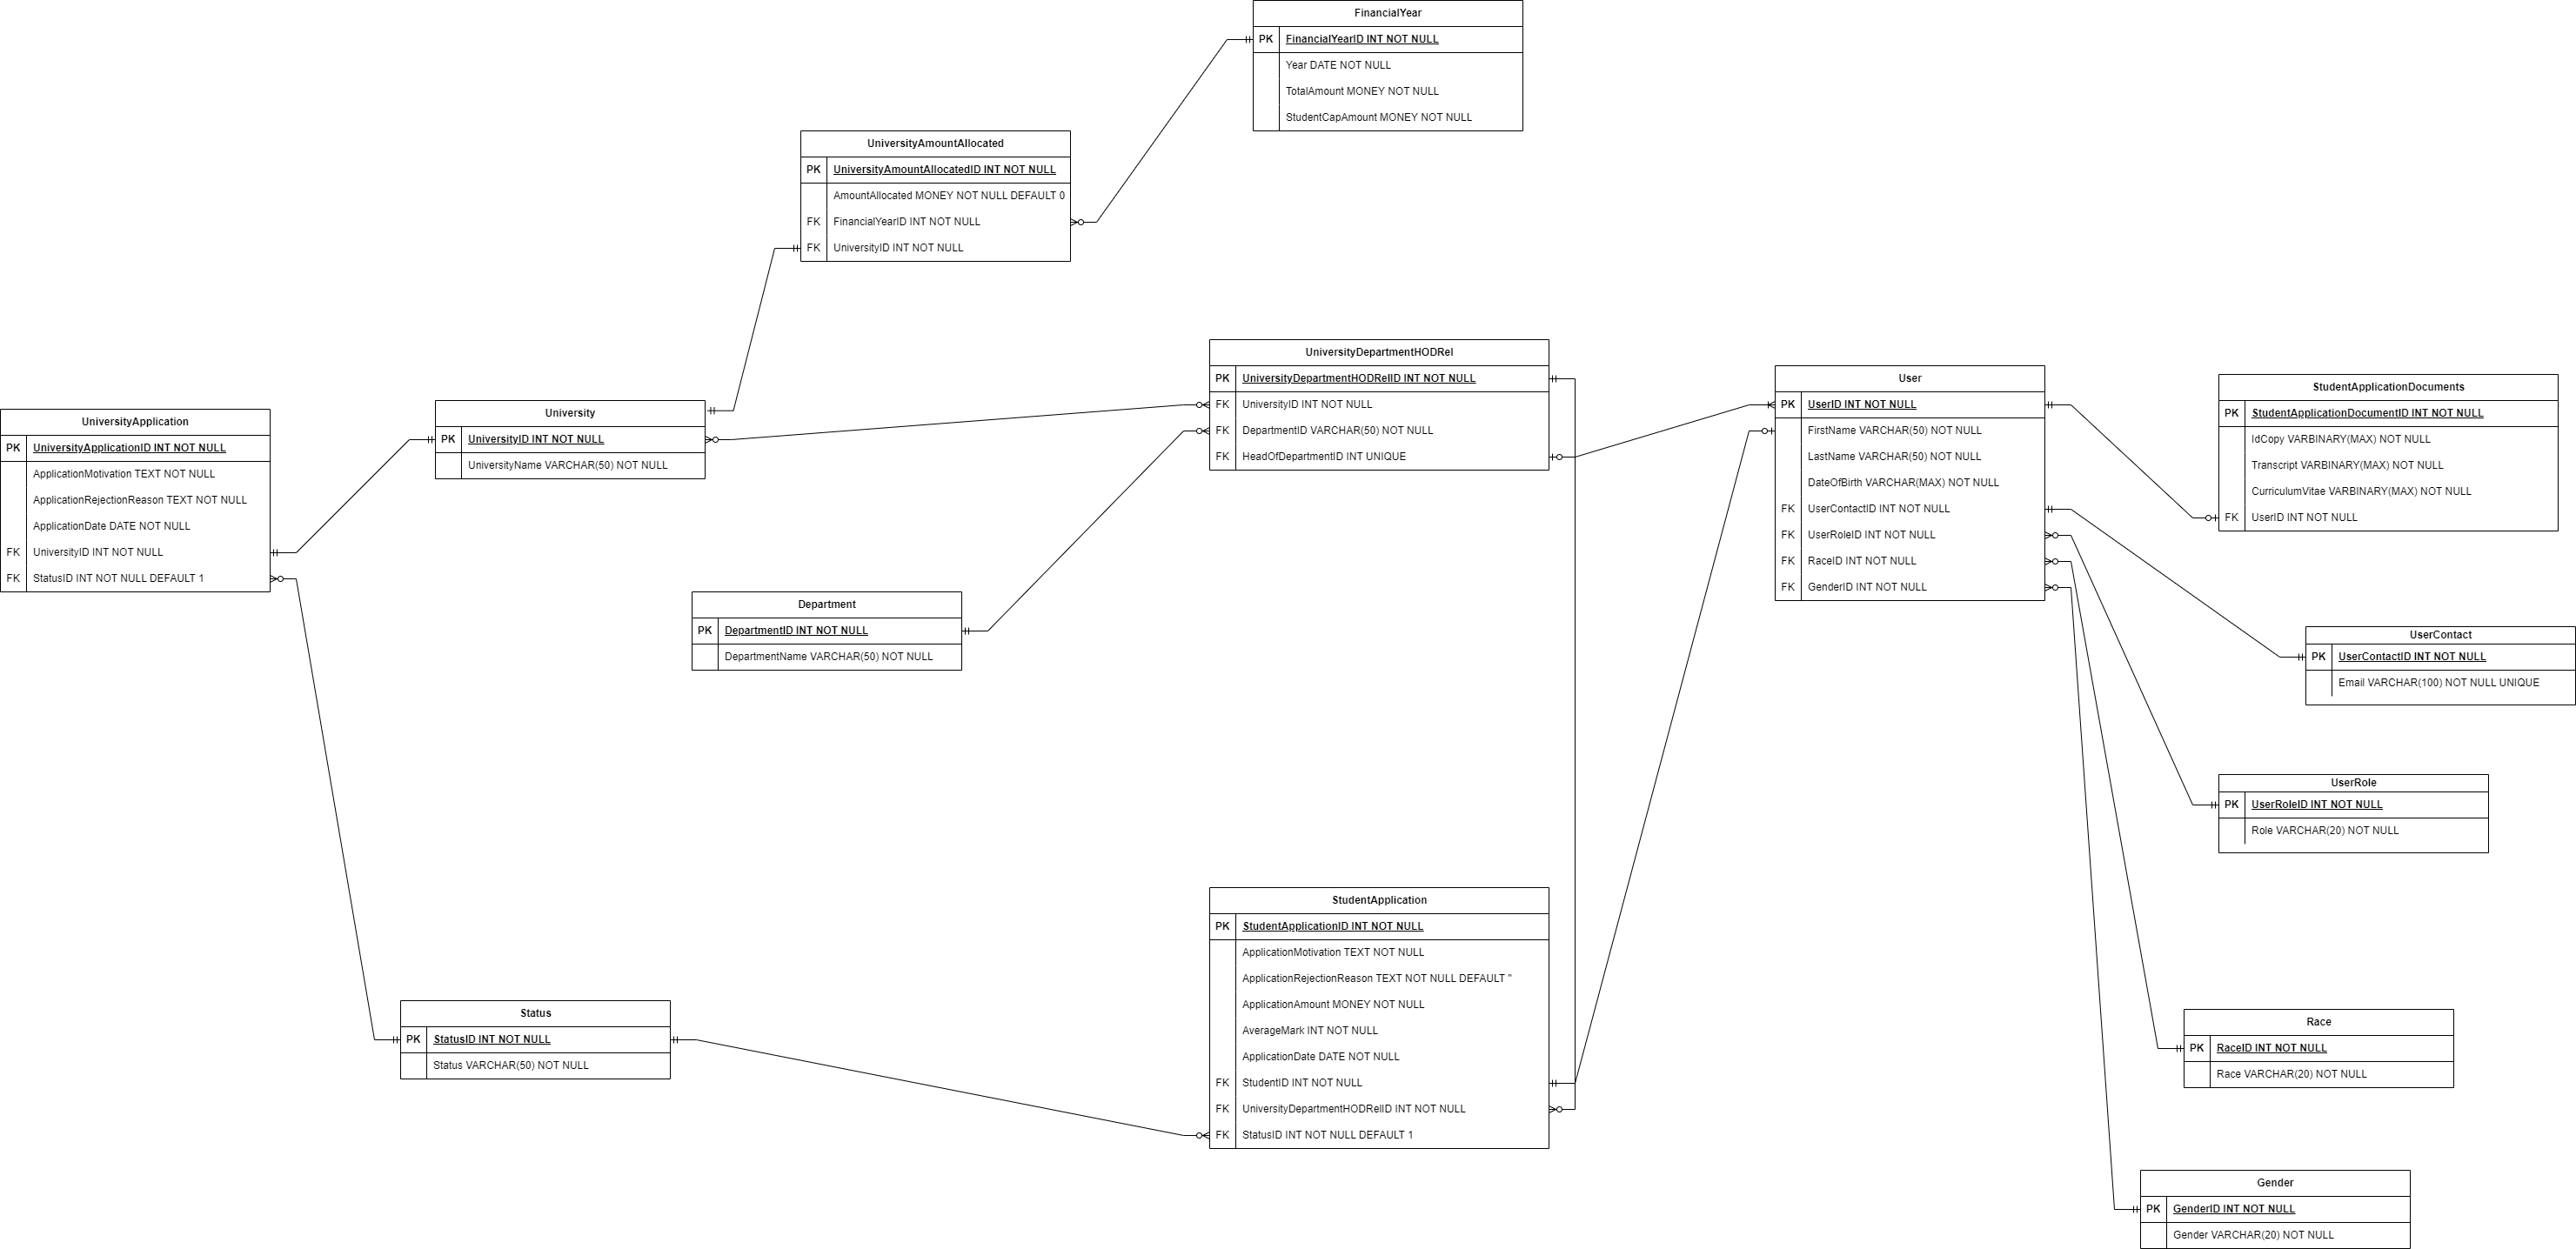 FinancialYear
PK FinancialYearID INT NOT NULL
Year DATE NOT NULL
TotalAmount MONEY NOT NULL
StudentCapAmount MONEY NOT NULL
UniversityAmountAllocated
PK UniversityAmountAllocatedID INT NOT NULL
AmountAllocated MONEY NOT NULL DEFAULT 0
FK FinancialYearID INT NOT NULL
FK UniversityID INT NOT NULL
UniversityApplication
PK UniversityApplicationID INT NOT NULL
ApplicationMotivation TEXT NOT NULL
ApplicationRejectionReason TEXT NOT NULL
ApplicationDate DATE NOT NULL
FK UniversityID INT NOT NULL
FK StatusID INT NOT NULL DEFAULT 1
University
PK UniversityID INT NOT NULL
UniversityName VARCHAR(50) NOT NULL
UniversityDepartmentHODRel
PK UniversityDepartmentHODRelID INT NOT NULL
FK UniversityID INT NOT NULL
FK DepartmentID VARCHAR(50) NOT NULL
FK HeadOfDepartmentID INT UNIQUE
User
PK UserID INT NOT NULL
FirstName VARCHAR(50) NOT NULL
LastName VARCHAR(50) NOT NULL
DateOfBirth VARCHAR(MAX) NOT NULL
FK UserContactID INT NOT NULL
FK UserRoleID INT NOT NULL
FK RaceID INT NOT NULL
FK GenderID INT NOT NULL
StudentApplicationDocuments
PK StudentApplicationDocumentID INT NOT NULL
IdCopy VARBINARY(MAX) NOT NULL
Transcript VARBINARY(MAX) NOT NULL
CurriculumVitae VARBINARY(MAX) NOT NULL
FK UserID INT NOT NULL
Department
PK DepartmentID INT NOT NULL
DepartmentName VARCHAR(50) NOT NULL
UserContact
PK UserContactID INT NOT NULL
Email VARCHAR(100) NOT NULL UNIQUE
UserRole
PK UserRoleID INT NOT NULL
Role VARCHAR(20) NOT NULL
StudentApplication
PK StudentApplicationID INT NOT NULL
ApplicationMotivation TEXT NOT NULL
ApplicationRejectionReason TEXT NOT NULL DEFAULT ''
ApplicationAmount MONEY NOT NULL
AverageMark INT NOT NULL
ApplicationDate DATE NOT NULL
FK StudentID INT NOT NULL
FK UniversityDepartmentHODRelID INT NOT NULL
FK StatusID INT NOT NULL DEFAULT 1
Status
PK StatusID INT NOT NULL
Status VARCHAR(50) NOT NULL
Race
PK RaceID INT NOT NULL
Race VARCHAR(20) NOT NULL
Gender
PK GenderID INT NOT NULL
Gender VARCHAR(20) NOT NULL